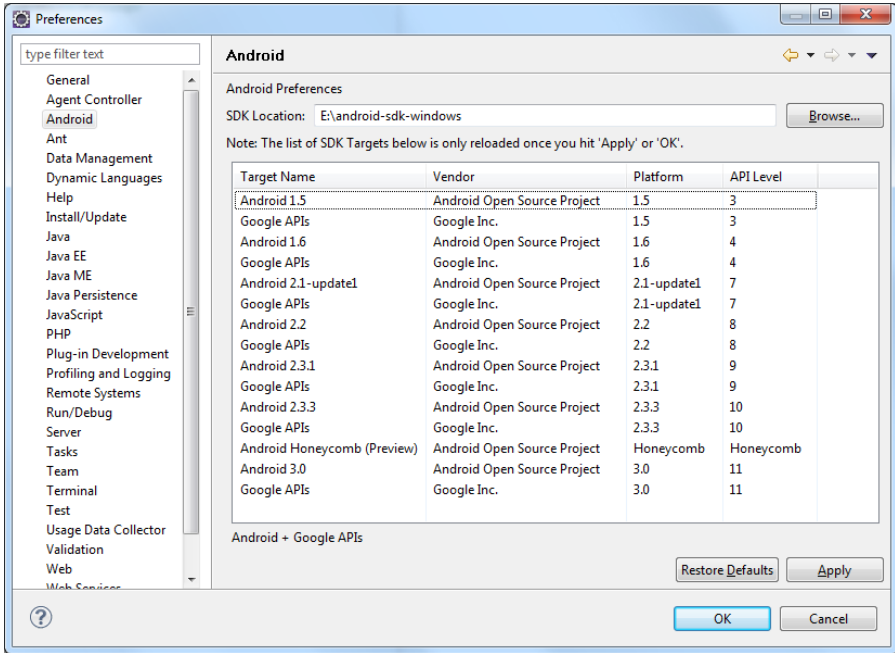 Preferences
type filter text
General
Agent Controller
Android
Ant
Data Management
Dynamic Languages
Help
Install/Update
Java
Java EE
Java ME
Java Persistence
JavaScript
PHP
Plug-in Development
Profiling and Logging
Remote Systems
Run/Debug
Server
Tasks
Team
Terminal
Test
Usage Data Collector
Validation
Web
Web Services
Android
Android Preferences
SDK Location: E:\android-sdk-windows Browse...
Note: The list of SDK Targets below is only reloaded once you hit 'Apply' or 'OK'.
Target Name Vendor Platform API Level
Android 1.5 Android Open Source Project 1.5 3
Google APIs Google Inc. 1.5 3
Android 1.6 Android Open Source Project 1.6 4
Google APIs Google Inc. 1.6 4
Android 2.1-update1 Android Open Source Project 2.1-update1 7
Google APIs Google Inc. 2.1-update1 7
Android 2.2 Android Open Source Project 2.2 8
Google APIs Google Inc. 2.2 8
Android 2.3.1 Android Open Source Project 2.3.1 9
Google APIs Google Inc. 2.3.1 9
Android 2.3.3 Android Open Source Project 2.3.3 10
Google APIs Google Inc. 2.3.3 10
Android Honeycomb (Preview) Android Open Source Project Honeycomb Honeycomb
Android 3.0 Android Open Source Project 3.0 11
Google APIs Google Inc. 3.0 11
Android + Google APIs
Restore Defaults Apply
? OK Cancel